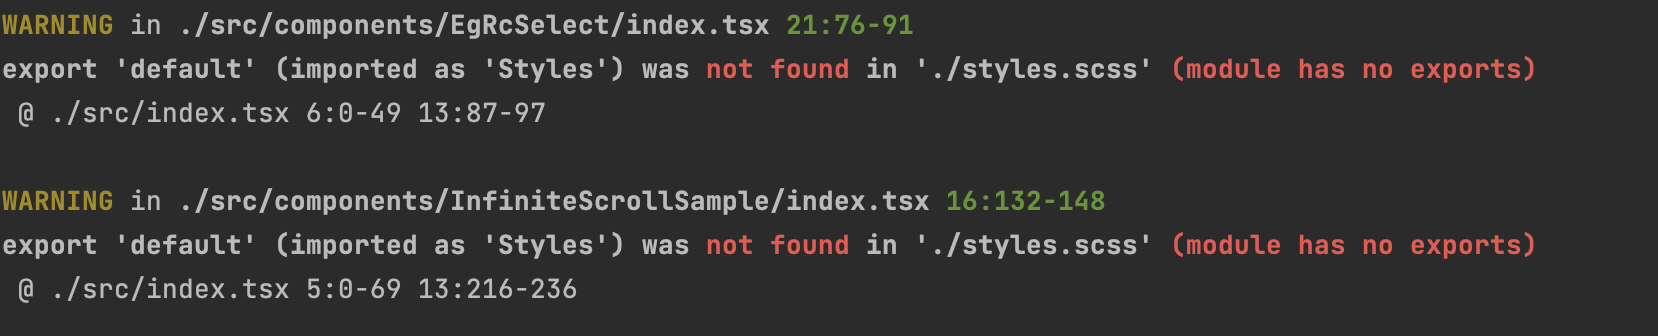 WARNING in ./src/components/EgRcSelect/index.tsx 21:76-91
export 'default' (imported as 'Styles') was not found in './styles.scss' (module has no exports)
@ ./src/index.tsx 6:0-49 13:87-97
WARNING in ./src/components/InfiniteScrollSample/index.tsx 16:132-148
export 'default' (imported as 'Styles') was not found in './styles.scss' (module has no exports)
@ ./src/index.tsx 5:0-69 13:216-236